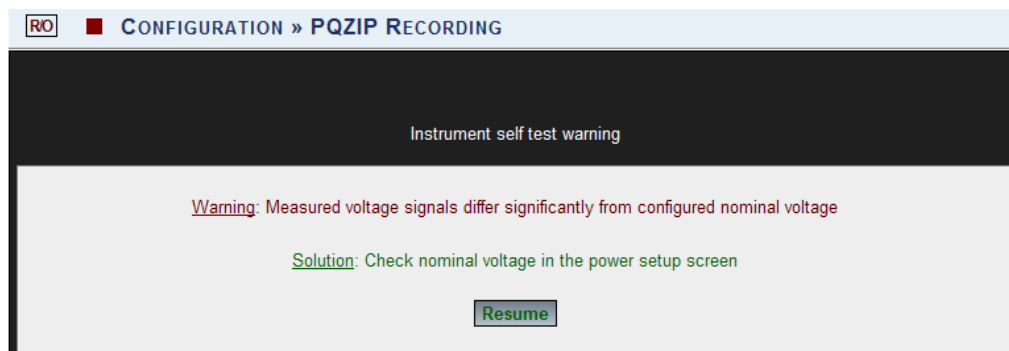 R/O
CONFIGURATION » PQZIP RECORDING
Instrument self test warning
Warning: Measured voltage signals differ significantly from configured nominal voltage
Solution: Check nominal voltage in the power setup screen
Resume